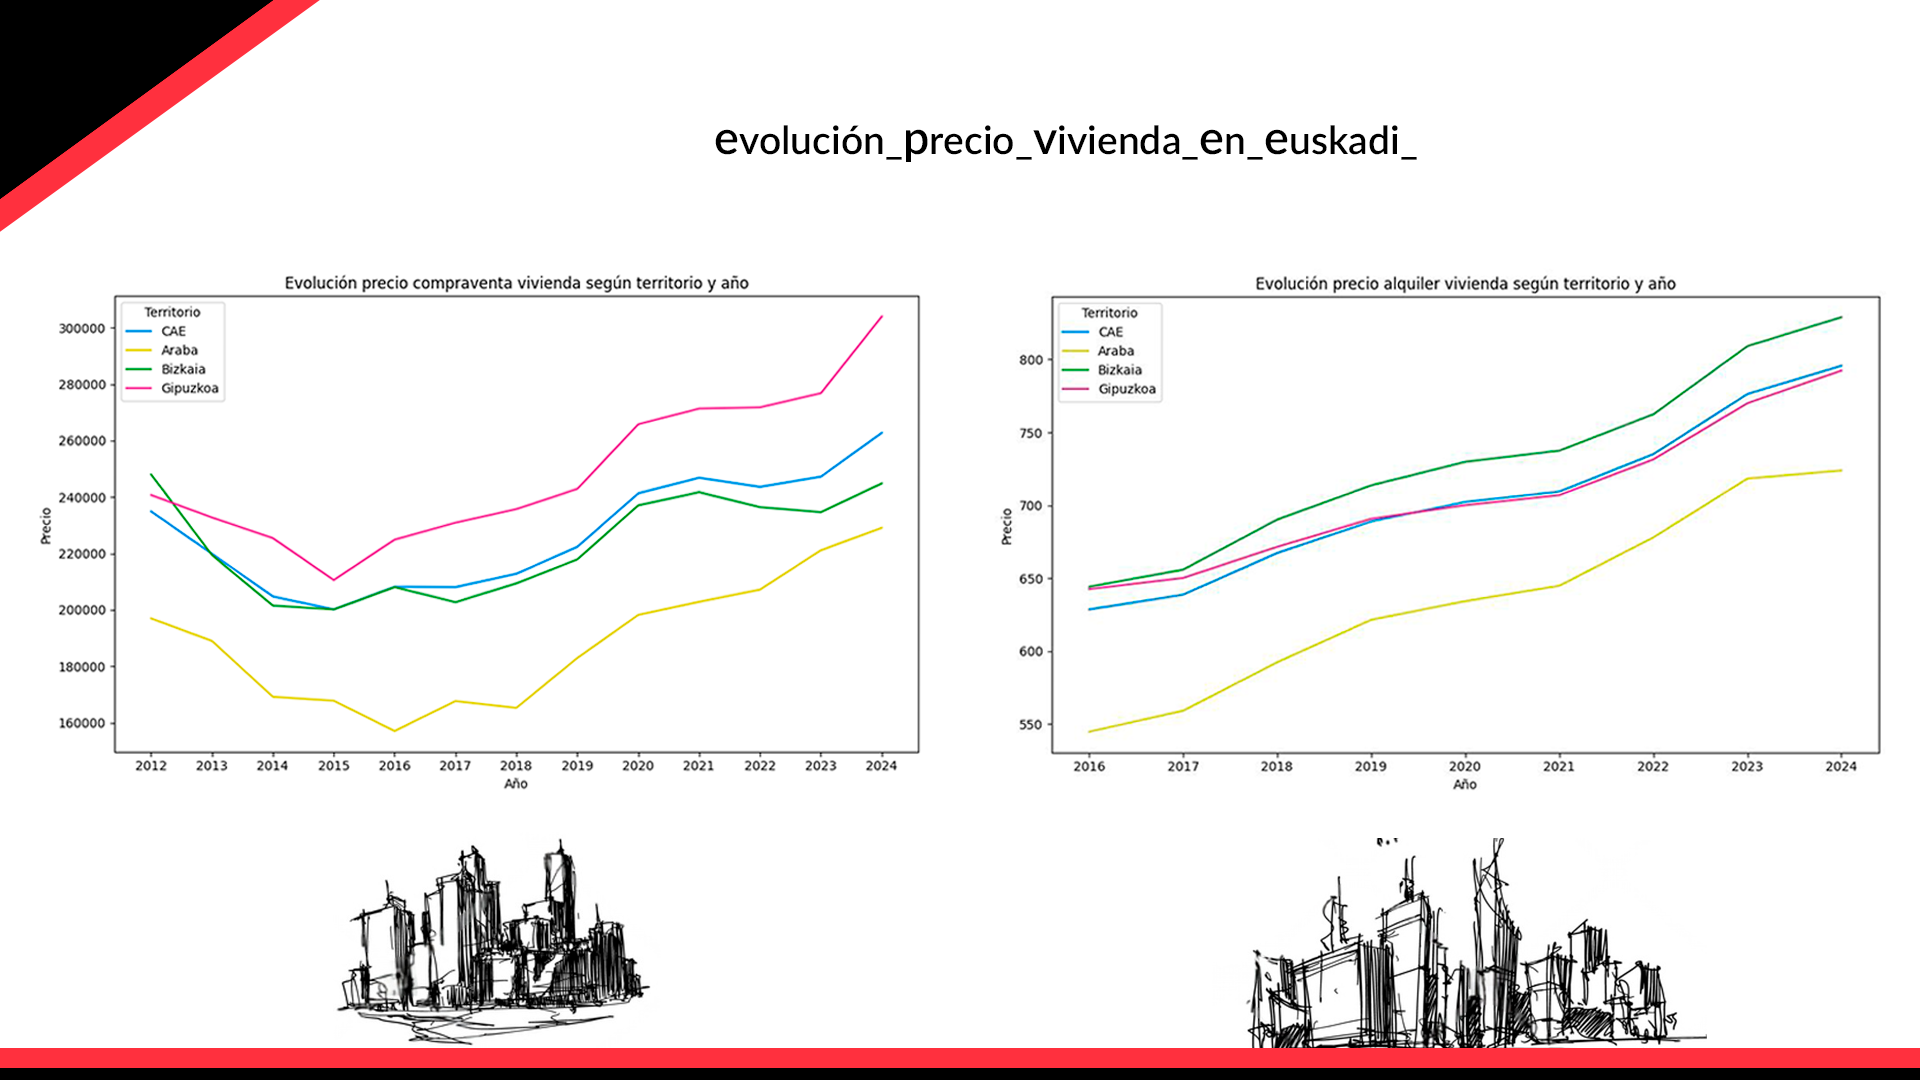 evolución_precio_vivienda_en_euskadi_
Evolución precio compraventa vivienda según territorio y año
Territorio
CAE
Araba
Bizkaia
Gipuzkoa
300000
280000
260000
240000
220000
200000
180000
160000
Precio
2012 2013 2014 2015 2016 2017 2018 2019 2020 2021 2022 2023 2024
Año
Evolución precio alquiler vivienda según territorio y año
Territorio
CAE
Araba
Bizkaia
Gipuzkoa
800
750
700
650
600
550
Precio
2016 2017 2018 2019 2020 2021 2022 2023 2024
Año